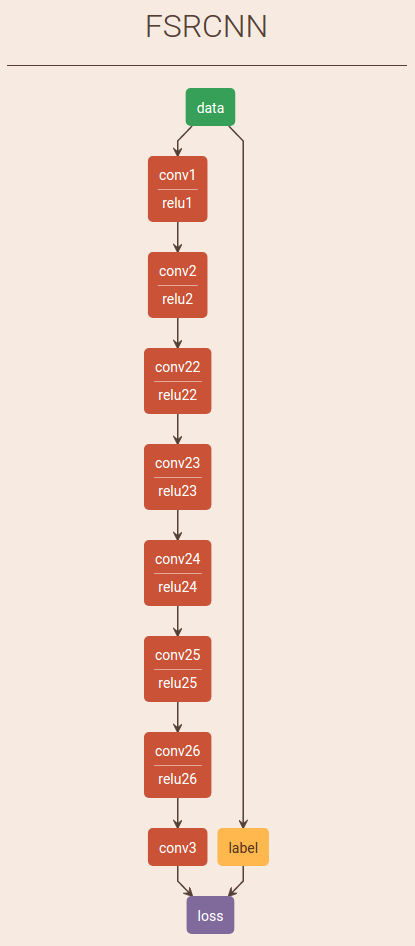 FSRCNN
data
conv1
relu1
conv2
relu2
conv22
relu22
conv23
relu23
conv24
relu24
conv25
relu25
conv26
relu26
conv3
label
loss